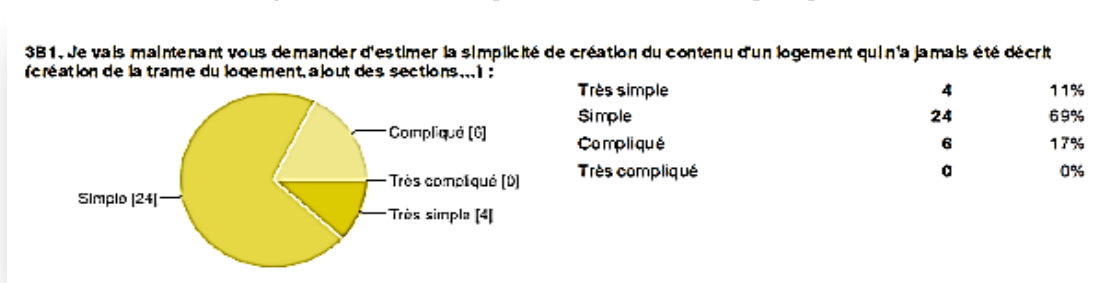 3B1. Je vais maintenant vous demander d'estimer la simplicité de création du contenu d'un logement qui n'a jamais été décrit
(création de la trame du logement, ajout des sections...) :
Très simple 4 11%
Simple 24 69%
Compliqué 6 17%
Très compliqué 0 0%
Compliqué [6]
Très compliqué [0]
Simple [24]
Très simple [4]